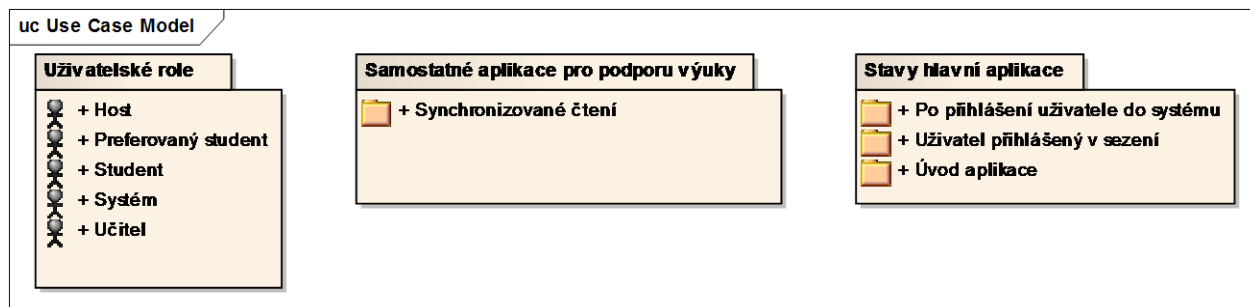 uc Use Case Model
Uživatelské role
+ Host
+ Preferovaný student
+ Student
+ Systém
+ Učitel
Samostatné aplikace pro podporu výuky
+ Synchronizované čtení
Stavy hlavní aplikace
+ Po přihlášení uživatele do systému
+ Uživatel přihlášený v sezení
+ Úvod aplikace